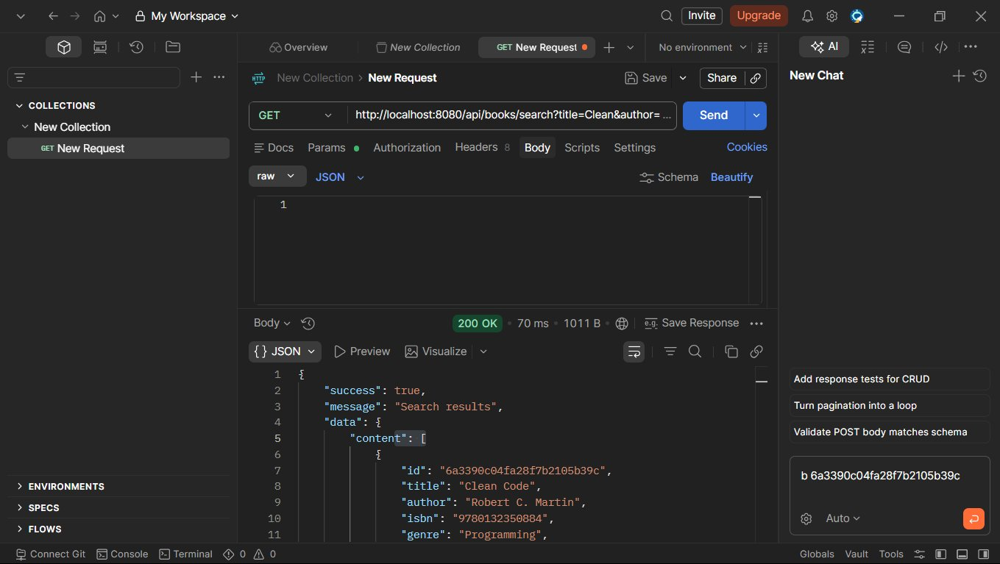 My Workspace
Invite
Upgrade
Overview
New Collection
GET New Request
No environment
AI
New Collection > New Request
Save
Share
New Chat
COLLECTIONS
New Collection
GET New Request
GET
http://localhost:8080/api/books/search?title=Clean&author= ...
Send
Docs
Params
Authorization
Headers 8
Body
Scripts
Settings
Cookies
raw
JSON
Schema
Beautify
1
Body
200 OK
70 ms
1011 B
e.g. Save Response
{} JSON
Preview
Visualize
1 {
2 "success": true,
3 "message": "Search results",
4 "data": {
5 "content": [
6 {
7 "id": "6a3390c04fa28f7b2105b39c",
8 "title": "Clean Code",
9 "author": "Robert C. Martin",
10 "isbn": "9780132350884",
11 "genre": "Programming",
Add response tests for CRUD
Turn pagination into a loop
Validate POST body matches schema
b 6a3390c04fa28f7b2105b39c
Auto
ENVIRONMENTS
SPECS
FLOWS
Connect Git
Console
Terminal
0
0
Globals
Vault
Tools